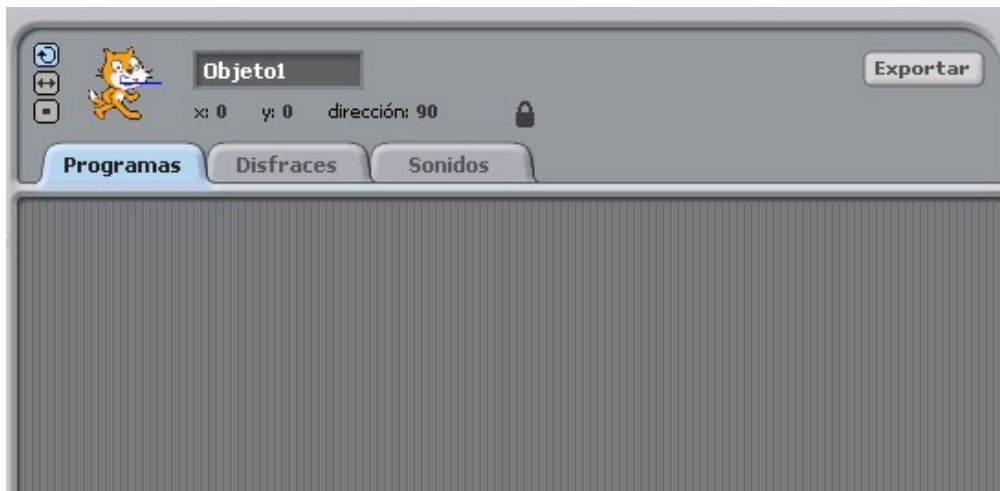 Objeto1
Exportar
x: 0 y: 0 dirección: 90
Programas Disfraces Sonidos